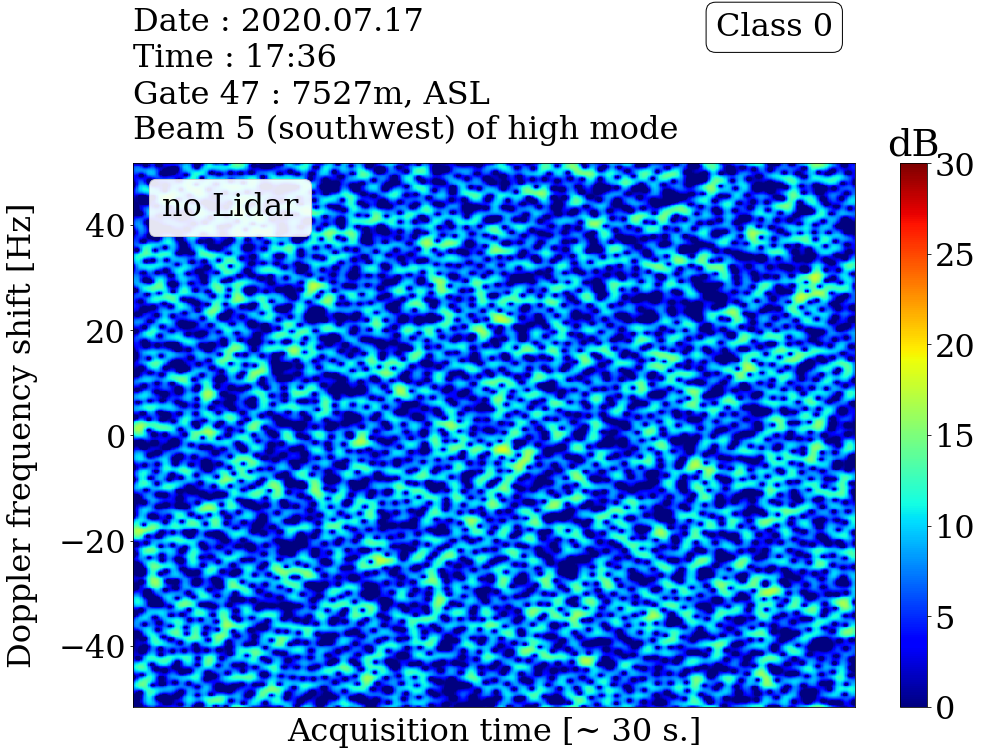 Date : 2020.07.17
Time : 17:36
Gate 47 : 7527m, ASL
Beam 5 (southwest) of high mode
Class 0
dB
no Lidar
Doppler frequency shift [Hz]
40
20
0
−20
−40
Acquisition time [~ 30 s.]
30
25
20
15
10
5
0